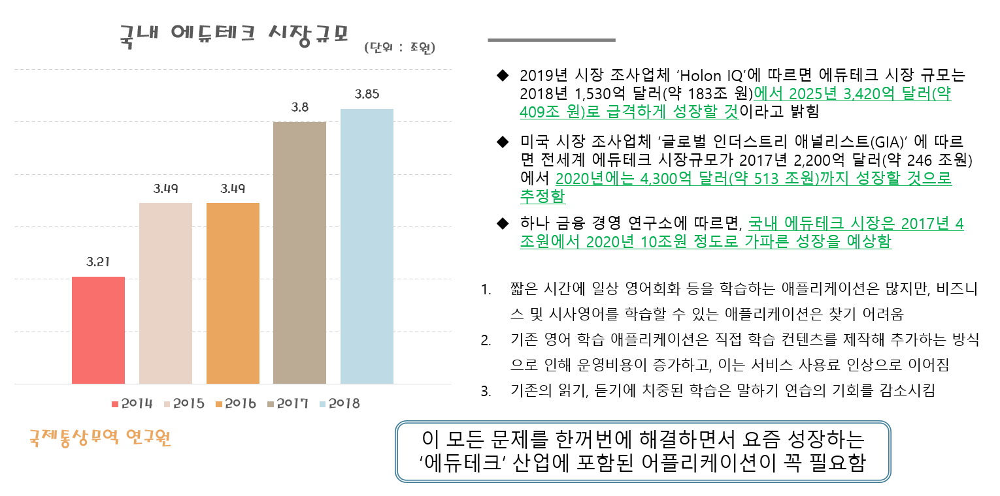 국내 에듀테크 시장규모
(단위 : 조원)
3.21
3.49
3.49
3.8
3.85
2014 2015 2016 2017 2018
국제통상무역 연구원
◆ 2019년 시장 조사업체 ‘Holon IQ’에 따르면 에듀테크 시장 규모는
2018년 1,530억 달러(약 183조 원)에서 2025년 3,420억 달러(약
409조 원)로 급격하게 성장할 것이라고 밝힘
◆ 미국 시장 조사업체 ‘글로벌 인더스트리 애널리스트(GIA)’ 에 따르
면 전세계 에듀테크 시장규모가 2017년 2,200억 달러(약 246 조원)
에서 2020년에는 4,300억 달러(약 513 조원)까지 성장할 것으로
추정함
◆ 하나 금융 경영 연구소에 따르면, 국내 에듀테크 시장은 2017년 4
조원에서 2020년 10조원 정도로 가파른 성장을 예상함
1. 짧은 시간에 일상 영어회화 등을 학습하는 애플리케이션은 많지만, 비즈니
스 및 시사영어를 학습할 수 있는 애플리케이션은 찾기 어려움
2. 기존 영어 학습 애플리케이션은 직접 학습 컨텐츠를 제작해 추가하는 방식
으로 인해 운영비용이 증가하고, 이는 서비스 사용료 인상으로 이어짐
3. 기존의 읽기, 듣기에 치중된 학습은 말하기 연습의 기회를 감소시킴
이 모든 문제를 한꺼번에 해결하면서 요즘 성장하는
‘에듀테크’ 산업에 포함된 어플리케이션이 꼭 필요함